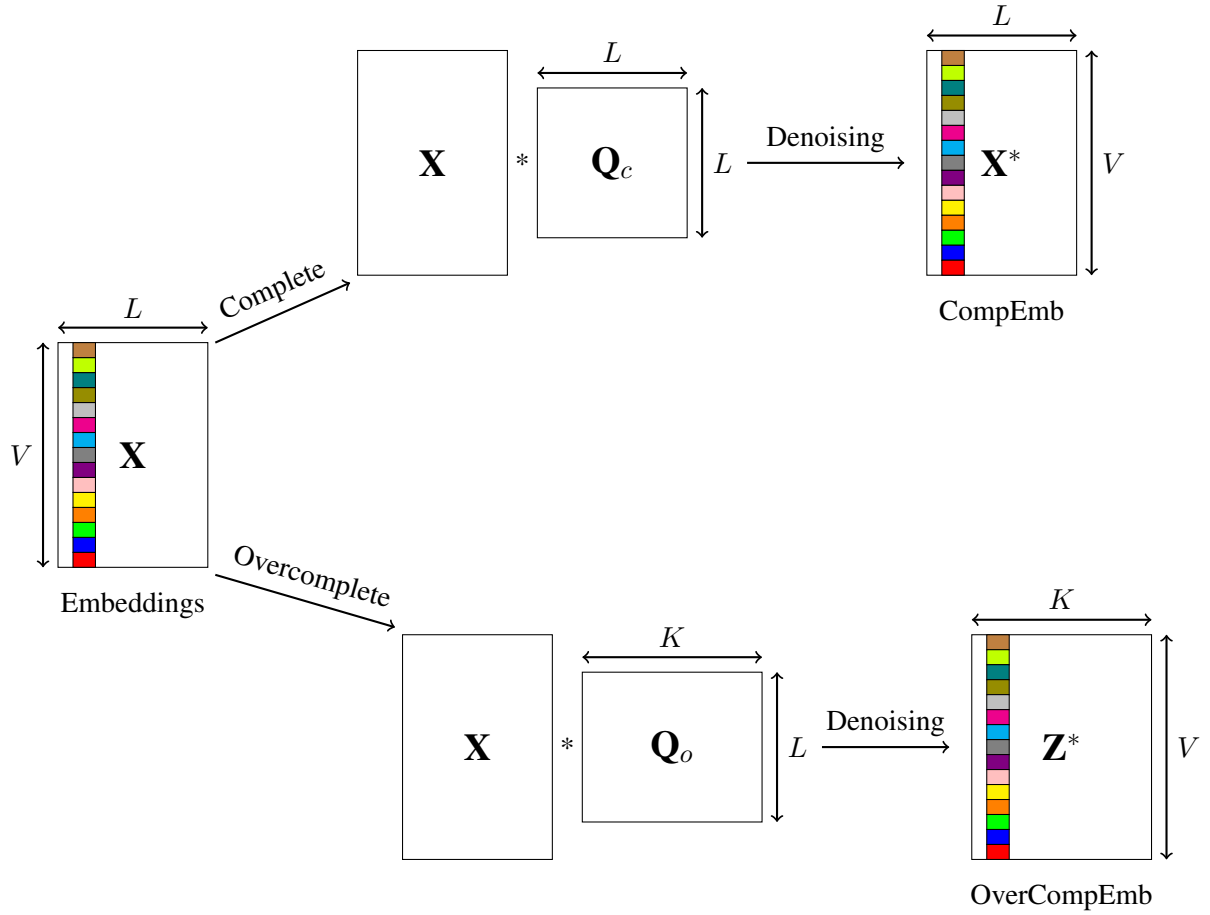 L
L
X
*
Q_c
L
Denoising
X*
V
CompEmb
Complete
L
V
X
Embeddings
Overcomplete
K
K
X
*
Q_o
L
Denoising
Z*
V
OverCompEmb